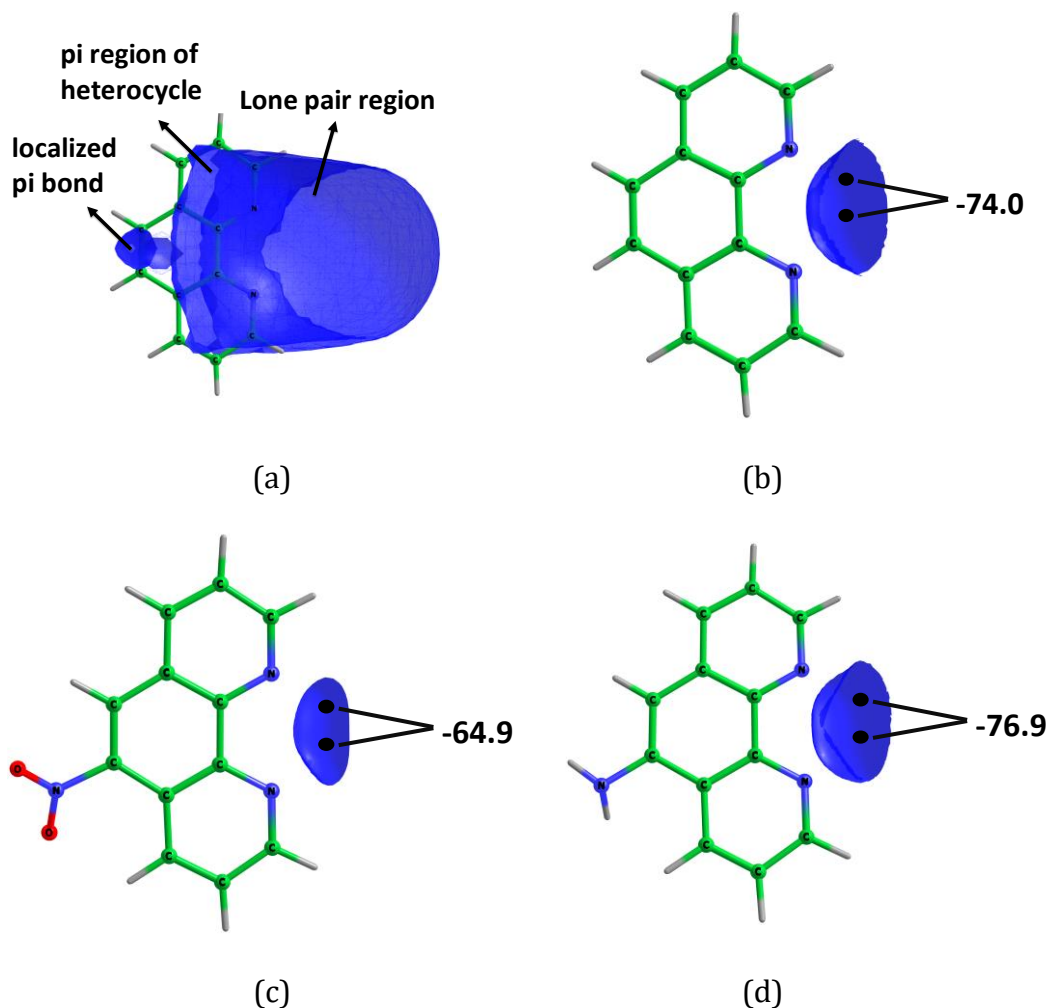 pi region of
heterocycle
Lone pair region
localized
pi bond
C C C C C C C C C C N N
(a)
C C C C C C C C C C C C N N
-74.0
(b)
C C C C C C C C C C C C N N N O O
-64.9
(c)
C C C C C C C C C C C C N N N
-76.9
(d)